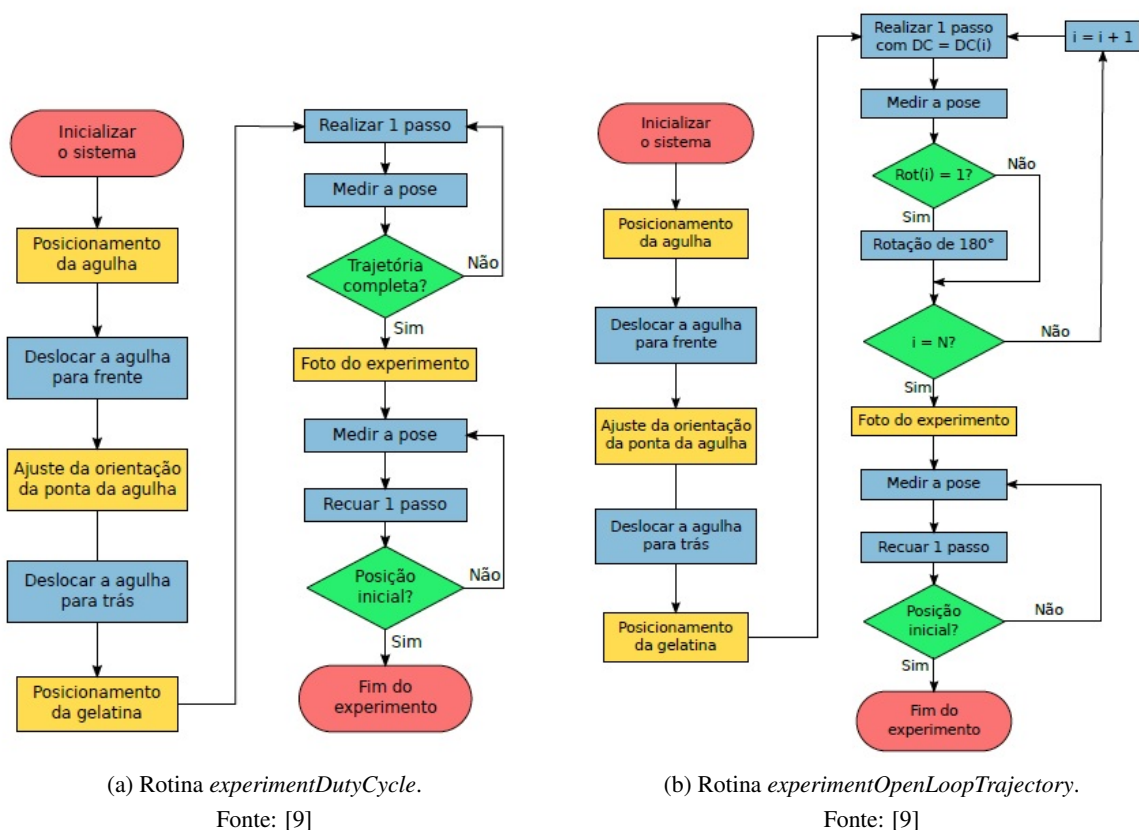 Inicializar
o sistema
Posicionamento
da agulha
Deslocar a agulha
para frente
Ajuste da orientação
da ponta da agulha
Deslocar a agulha
para trás
Posicionamento
da gelatina
Realizar 1 passo
Medir a pose
Trajetória
completa?
Não
Sim
Foto do experimento
Medir a pose
Recuar 1 passo
Posição
inicial?
Não
Sim
Fim do
experimento
(a) Rotina experimentDutyCycle.
Fonte: [9]
Inicializar
o sistema
Posicionamento
da agulha
Deslocar a agulha
para frente
Ajuste da orientação
da ponta da agulha
Deslocar a agulha
para trás
Posicionamento
da gelatina
Realizar 1 passo
com DC = DC(i)
i = i + 1
Medir a pose
Rot(i) = 1?
Não
Sim
Rotação de 180°
i = N?
Não
Sim
Foto do experimento
Medir a pose
Recuar 1 passo
Posição
inicial?
Não
Sim
Fim do
experimento
(b) Rotina experimentOpenLoopTrajectory.
Fonte: [9]